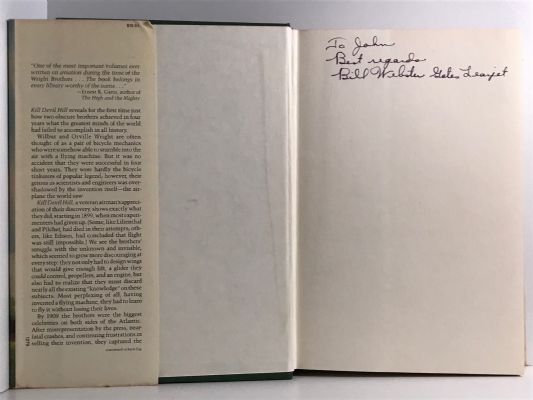 "One of the most important volumes ever
written on aviation during the time of the
Wright Brothers . . . The book belongs in
every library worthy of the name. . ."
—Ernest K. Gann, author of
The High and the Mighty
Kill Devil Hill reveals for the first time just
how two obscure brothers achieved in four
years what the greatest minds of the world
had failed to accomplish in all history.
Wilbur and Orville Wright are often
thought of as a pair of bicycle mechanics
who were somehow able to stumble into the
air with a flying machine. But it was no
accident that they were successful in four
short years. They were hardly the bicycle
tinkerers of popular legend, however, their
genius as scientists and engineers was over-
shadowed by the invention itself—the air-
plane the world saw.
Kill Devil Hill, a veteran airman's apprecia-
tion of their discovery, shows exactly what
they did, starting in 1899, when most experi-
menters had given up. (Some, like Lilienthal
and Pilcher, had died in their attempts; oth-
ers, like Edison, had concluded that flight
was still impossible.) We see the brothers'
struggle with the unknown and invisible,
which seemed to grow more discouraging at
every step: they not only had to design wings
that would give enough lift, a glider they
could control, propellers, and an engine, but
also had to realize that they must discard
nearly all the existing "knowledge" on these
subjects. Most perplexing of all, having
invented a flying machine, they had to learn
to fly it without losing their lives.
By 1909 the brothers were the biggest
celebrities on both sides of the Atlantic.
After misrepresentation by the press, near
fatal crashes, and continuing frustrations in
selling their invention, they captured the
To John
Best regards
Bill Webster Gates Learjet